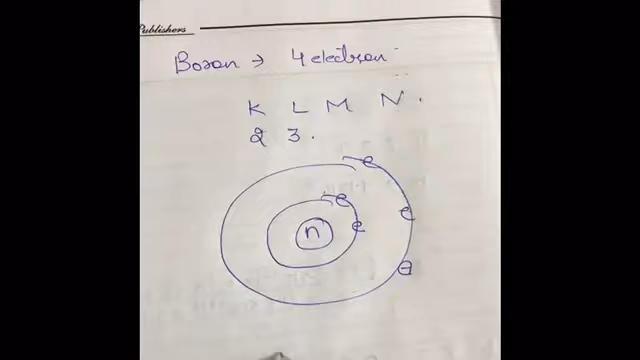 Publishers
Boron → 4 electron
K L M N.
2 3.
e
e
n e e
e